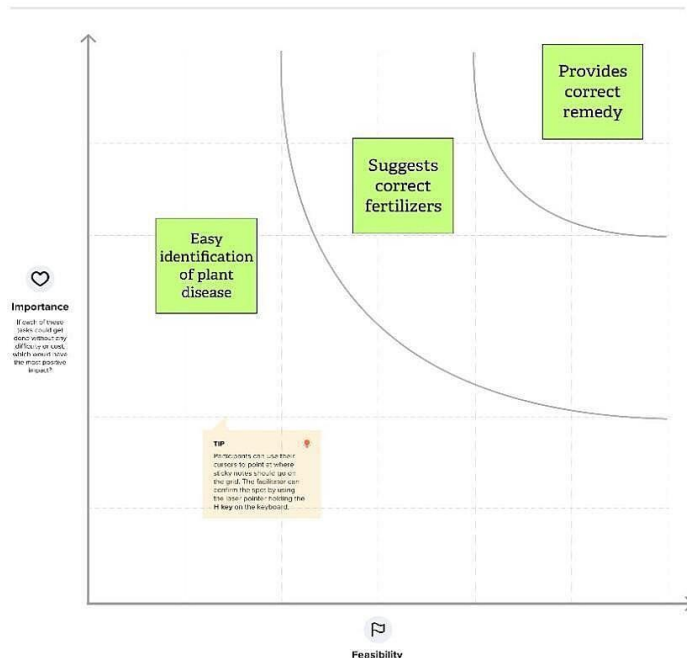 Provides
correct
remedy
Suggests
correct
fertilizers
Easy
identification
of plant
disease
Importance
If each of these
tasks could get
done without any
difficulty or cost,
which would have
the most positive
impact?
TIP
Participants can use their
cursors to point at where
sticky notes should go on
the grid. The facilitator can
confirm the spot by using
the laser pointer holding the
H key on the keyboard.
Feasibility